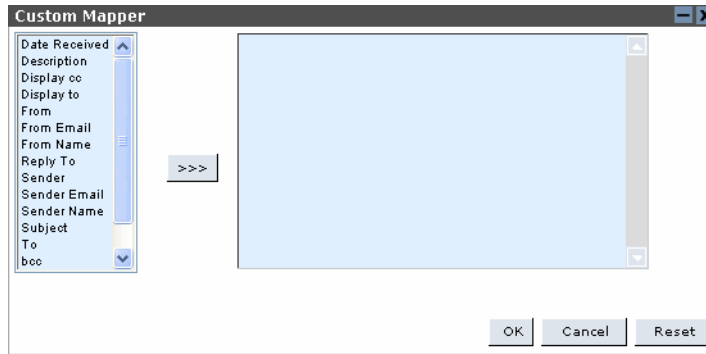 Custom Mapper
Date Received
Description
Display cc
Display to
From
From Email
From Name
Reply To
Sender
Sender Email
Sender Name
Subject
To
bcc
>>>
OK
Cancel
Reset